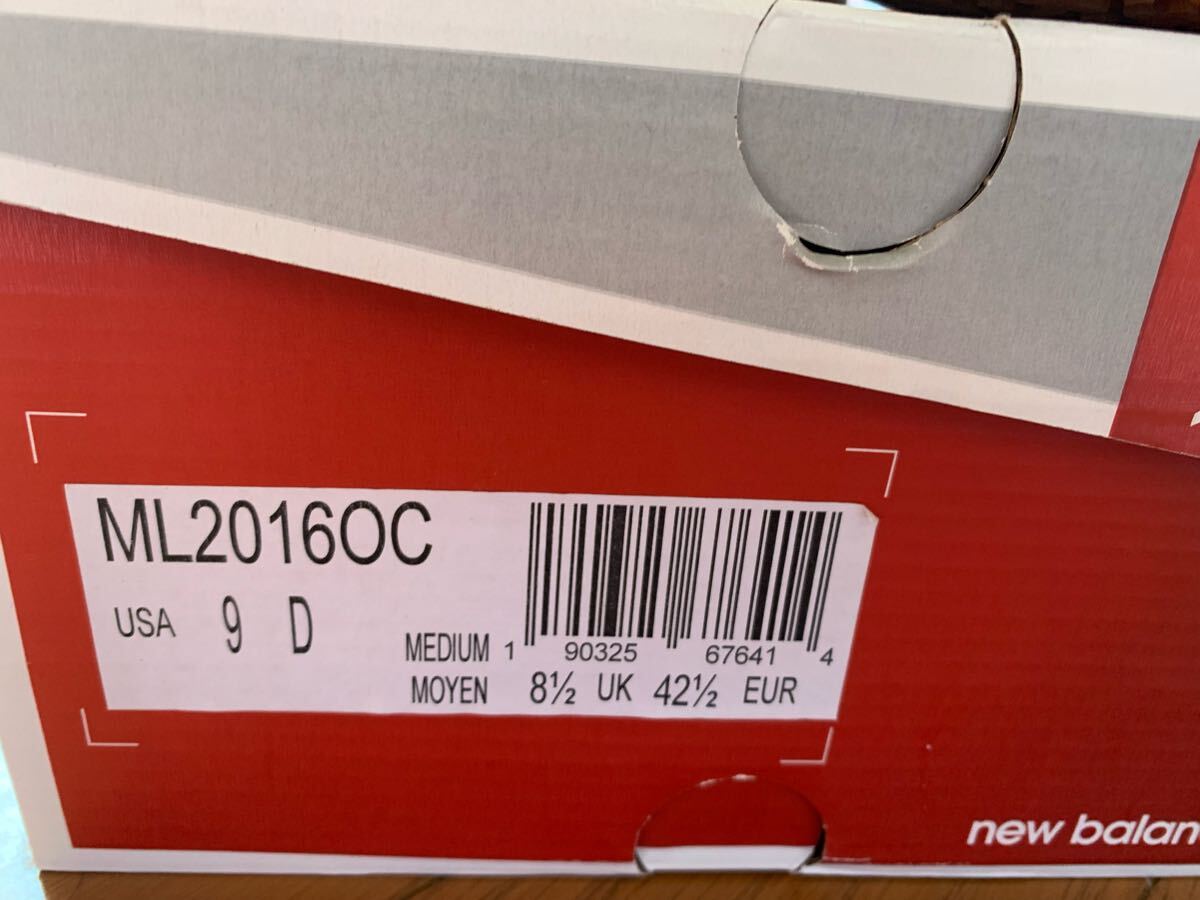 ML2016OC
USA 9 D
MEDIUM 1 90325 67641 4
MOYEN 8½ UK 42½ EUR
new balan